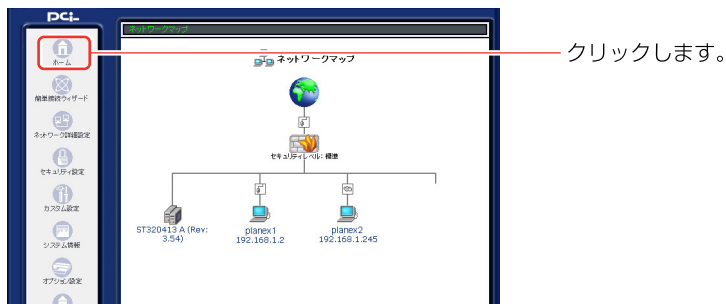 PCi
ネットワークマップ
ホーム
クリックします。
ネットワークマップ
簡単接続ウィザード
ネットワーク詳細設定
セキュリティレベル: 標準
セキュリティ設定
カスタム設定
ST320413 A (Rev:
3.54)
planex1
192.168.1.2
planex2
192.168.1.245
システム情報
オプション設定